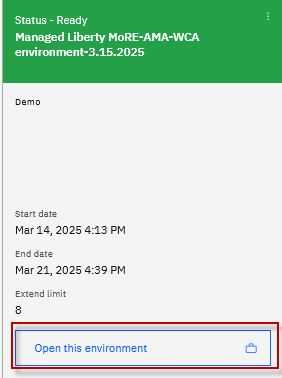 Status - Ready
Managed Liberty MoRE-AMA-WCA
environment-3.15.2025
Demo
Start date
Mar 14, 2025 4:13 PM
End date
Mar 21, 2025 4:39 PM
Extend limit
8
Open this environment